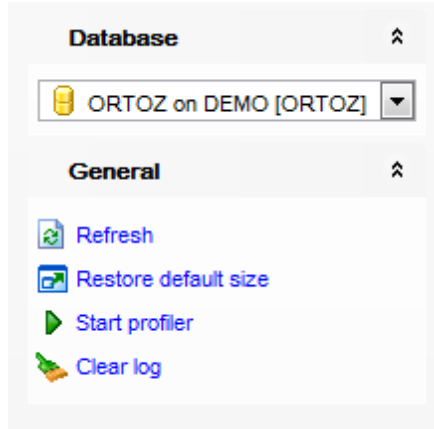 Database
ORTOZ on DEMO [ORTOZ]
General
Refresh
Restore default size
Start profiler
Clear log